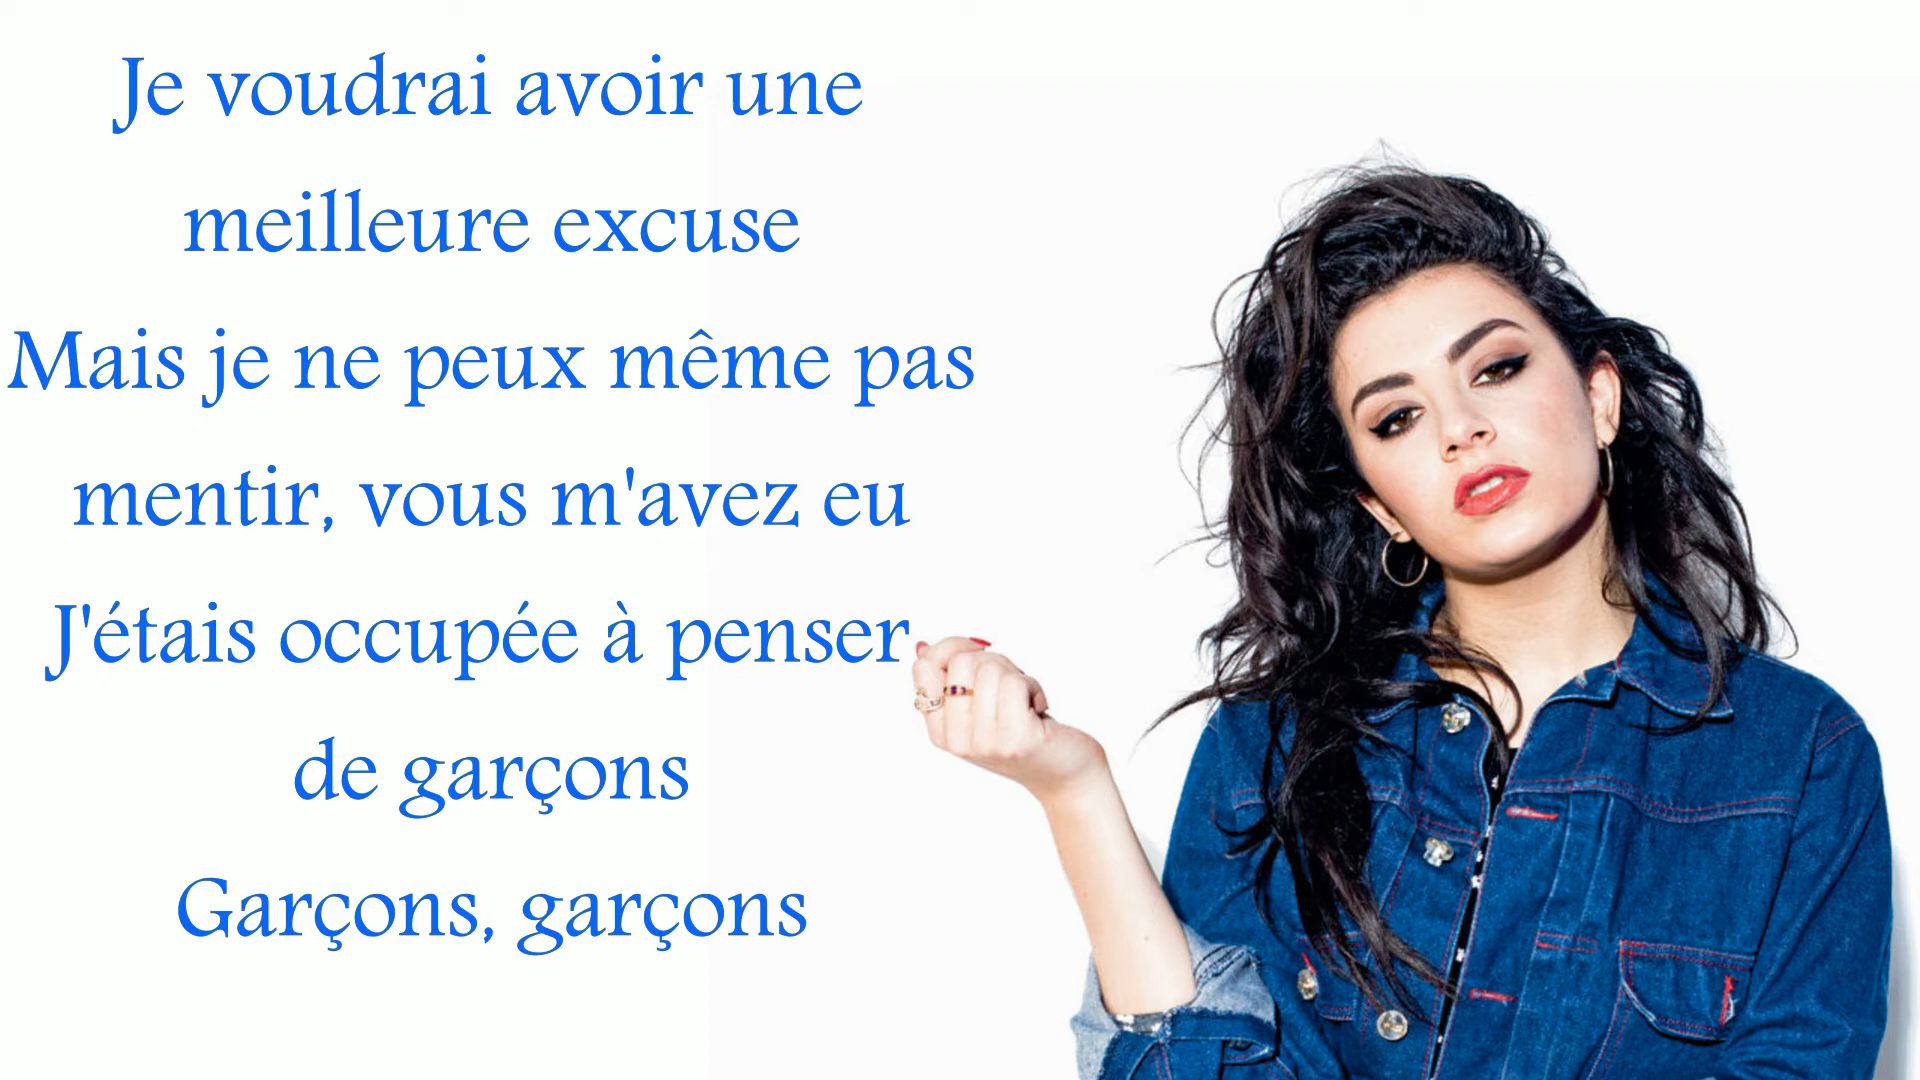 Je voudrai avoir une
meilleure excuse
Mais je ne peux même pas
mentir, vous m'avez eu
J'étais occupée à penser
de garçons
Garçons, garçons